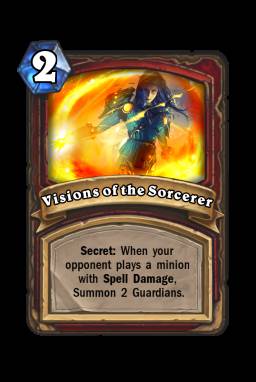 2
Visions of the Sorcerer
Secret: When your
opponent plays a minion
with Spell Damage,
Summon 2 Guardians.